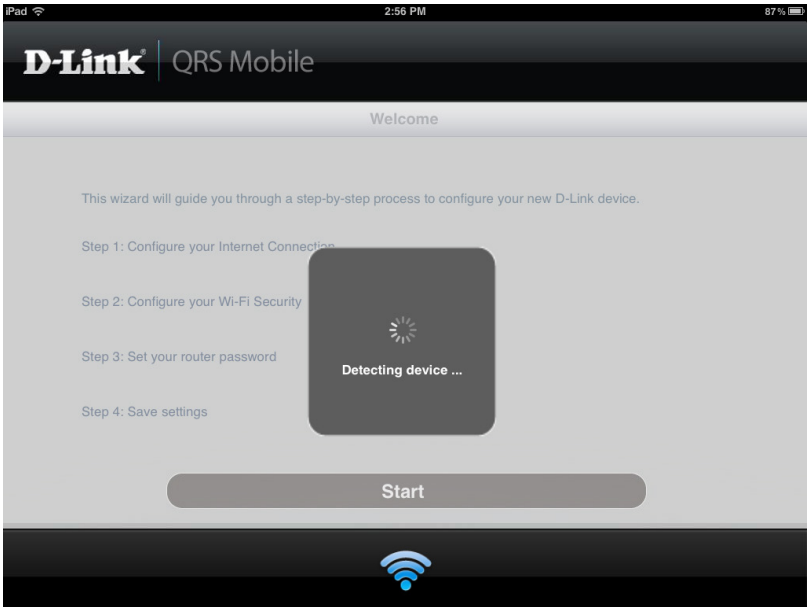 iPad 2:56 PM 87%
D-Link® QRS Mobile
Welcome
This wizard will guide you through a step-by-step process to configure your new D-Link device.
Step 1: Configure your Internet Connection
Step 2: Configure your Wi-Fi Security
Step 3: Set your router password
Detecting device ...
Step 4: Save settings
Start